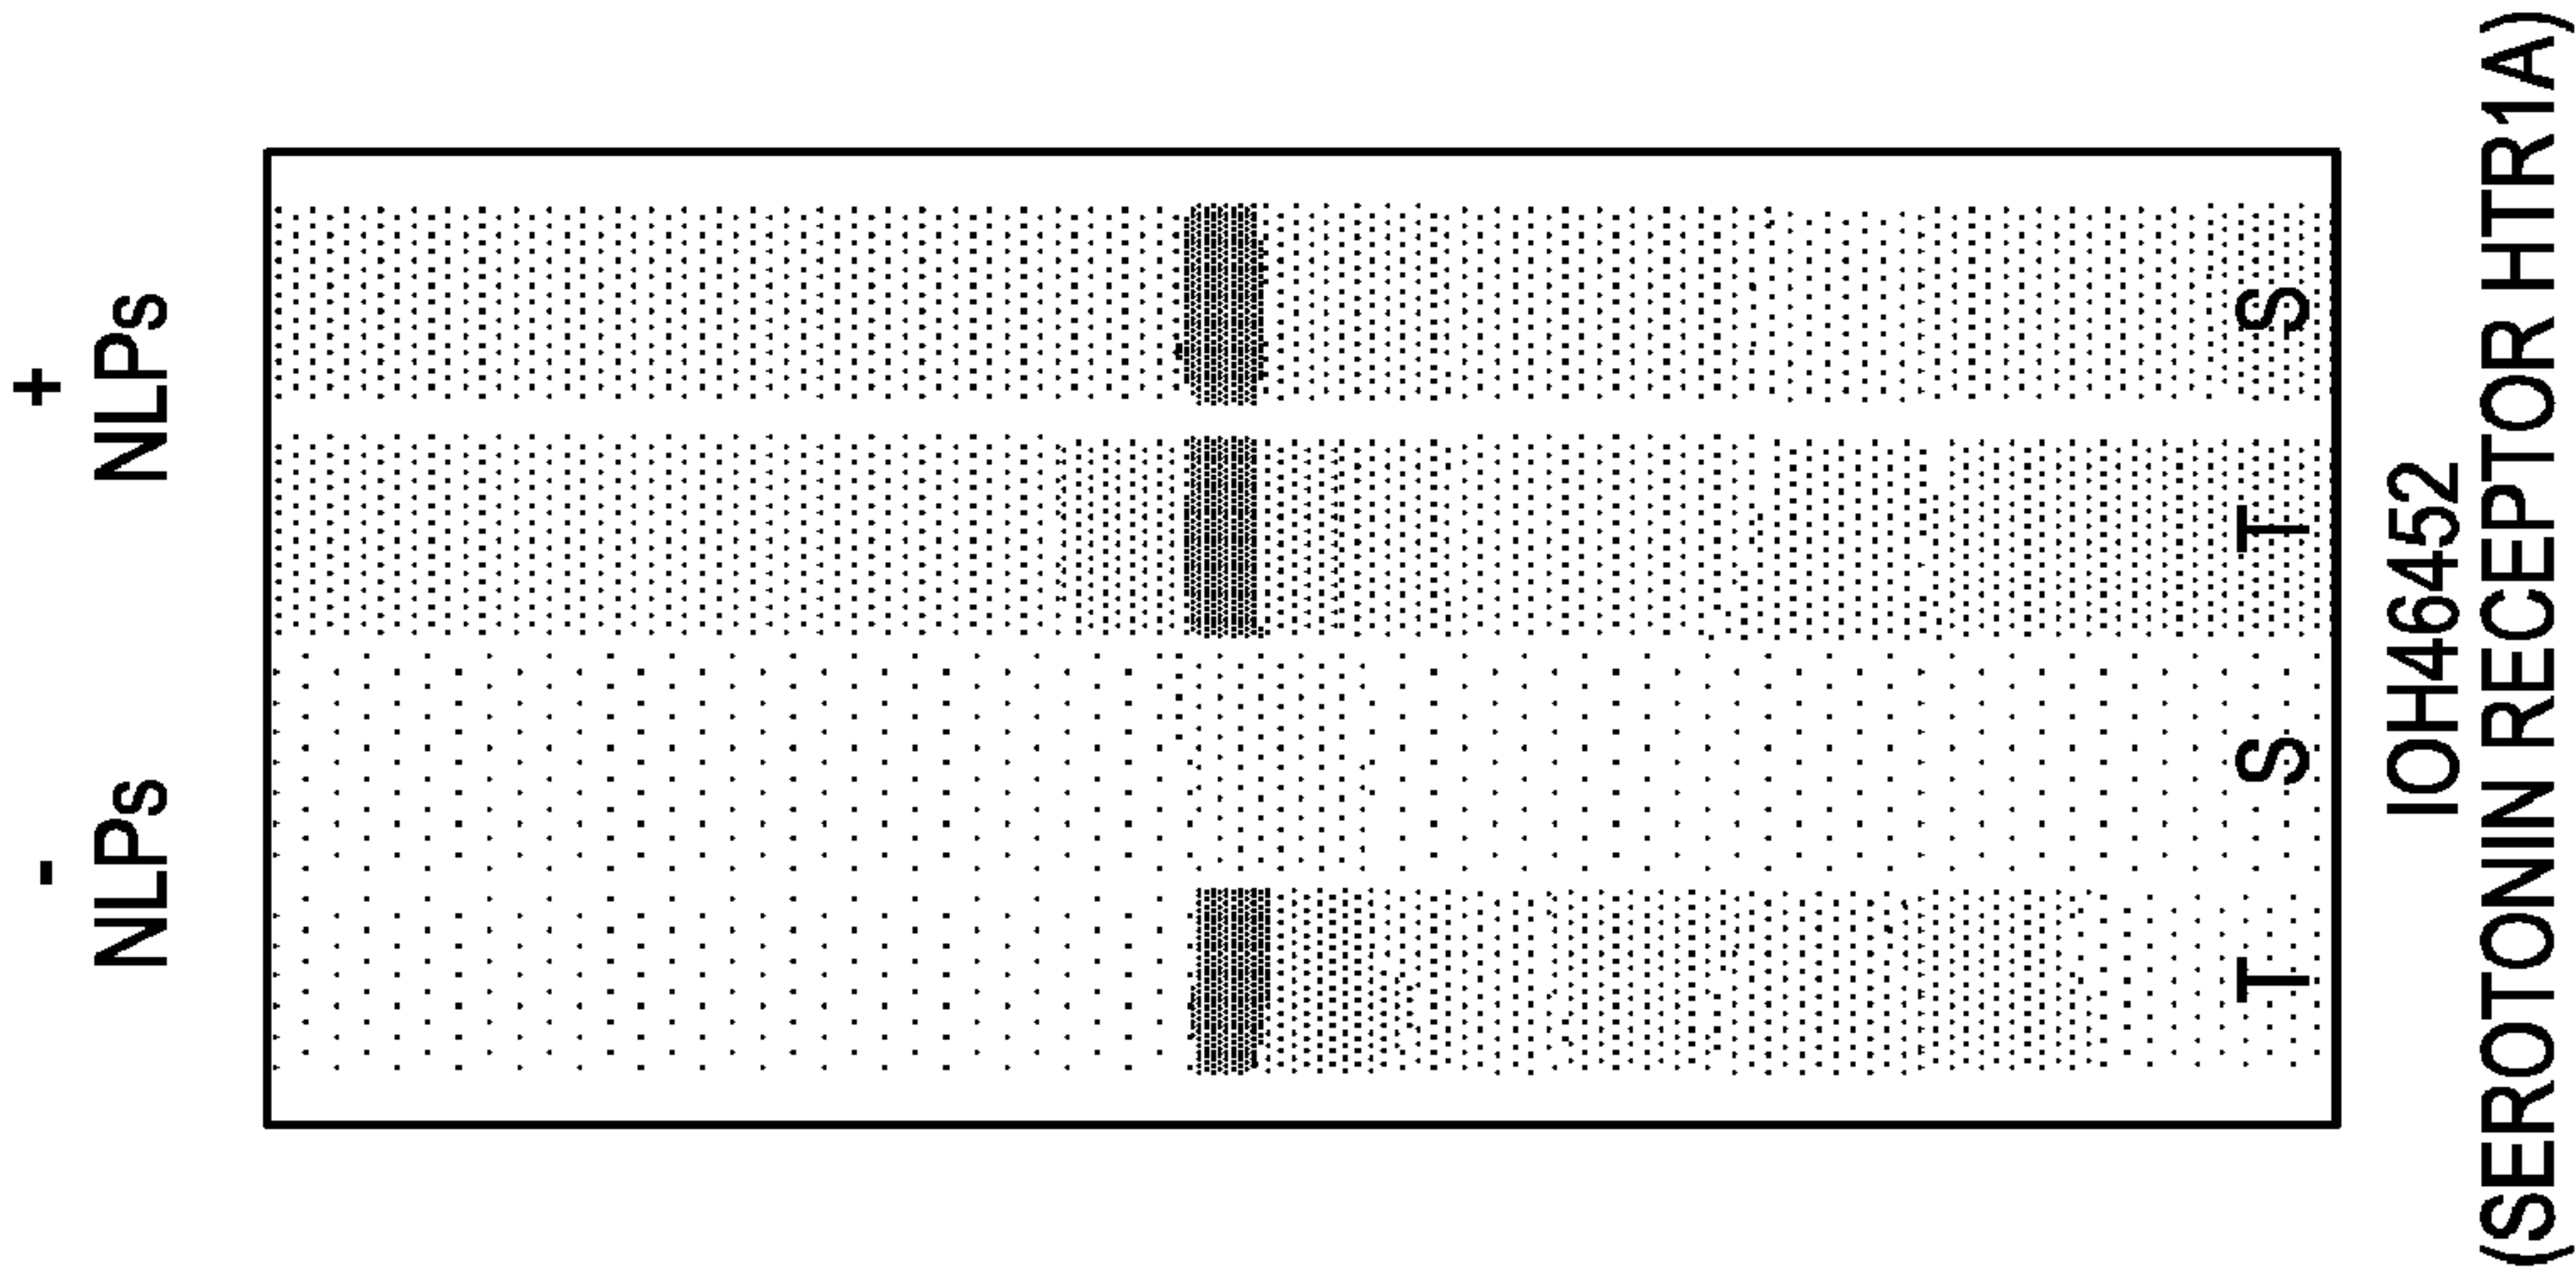 -
NLPs
+
NLPs
T S T S
IOH46452
(SEROTONIN RECEPTOR HTR1A)